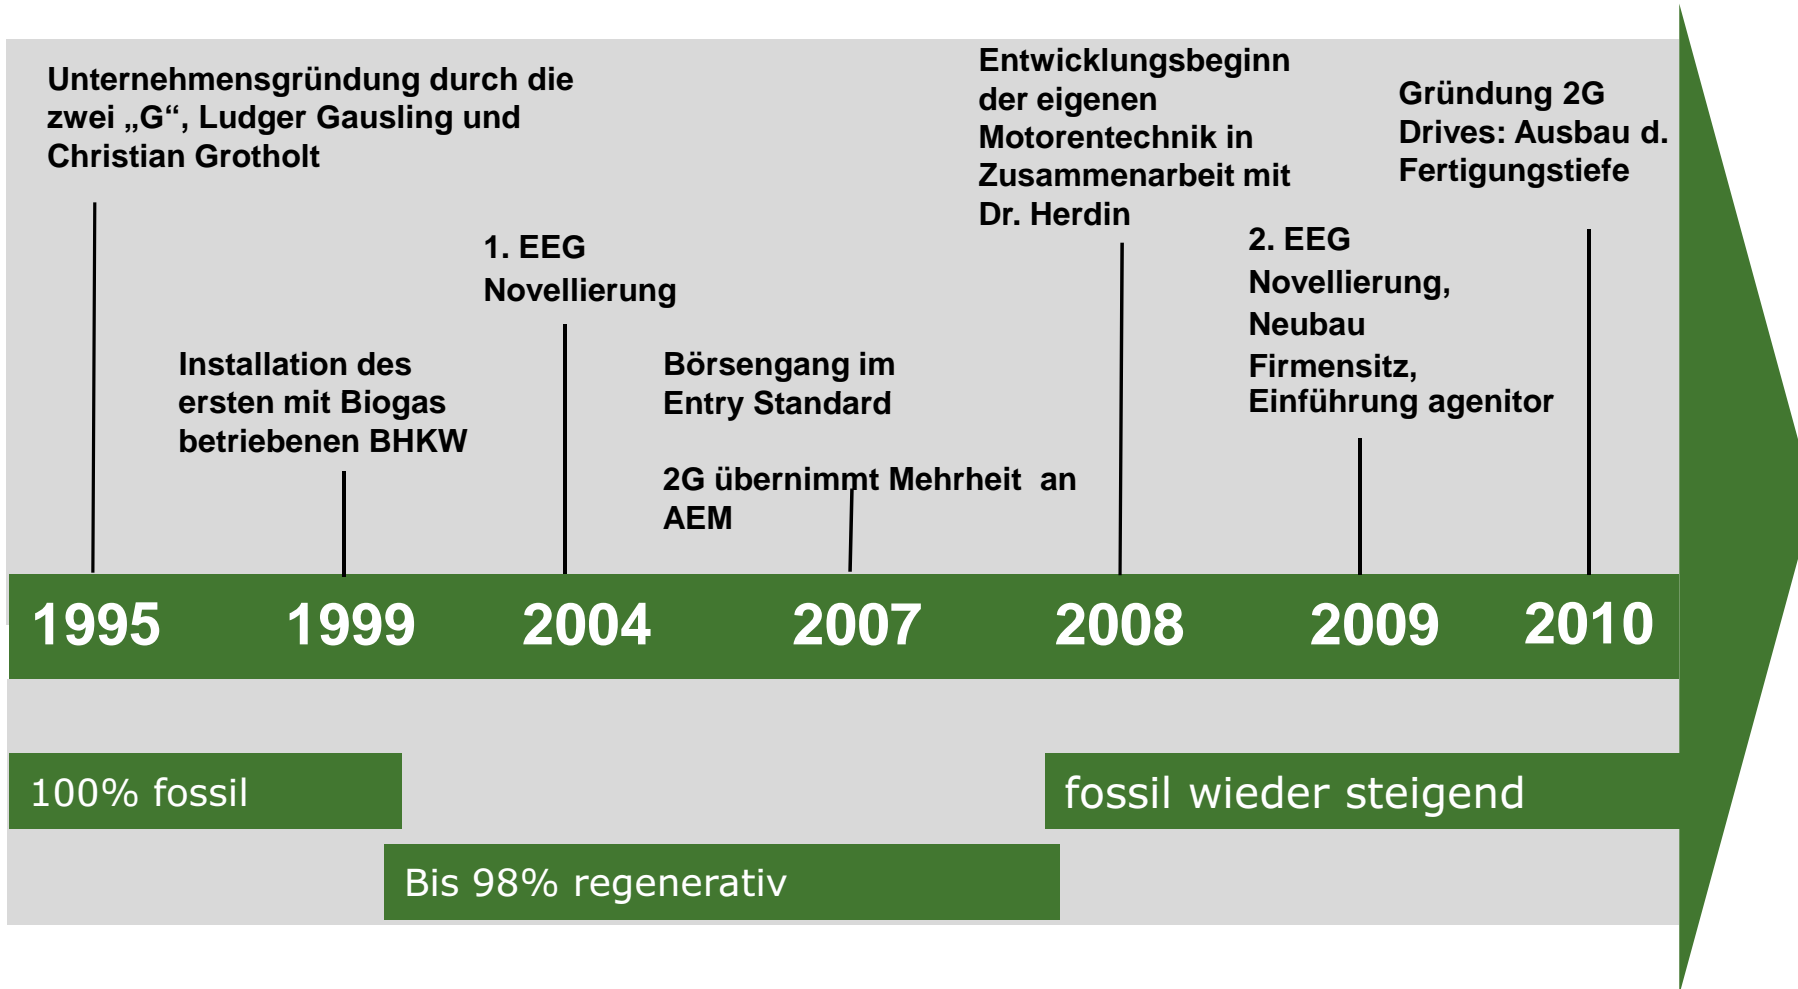 Unternehmensgründung durch die
zwei „G“, Ludger Gausling und
Christian Grotholt
Installation des
ersten mit Biogas
betriebenen BHKW
1. EEG
Novellierung
Börsengang im
Entry Standard
2G übernimmt Mehrheit  an
AEM
Entwicklungsbeginn
der eigenen
Motorentechnik in
Zusammenarbeit mit
Dr. Herdin
2. EEG
Novellierung,
Neubau
Firmensitz,
Einführung agenitor
Gründung 2G
Drives: Ausbau d.
Fertigungstiefe
1995 1999 2004 2007 2008 2009 2010
100% fossil
fossil wieder steigend
Bis 98% regenerativ